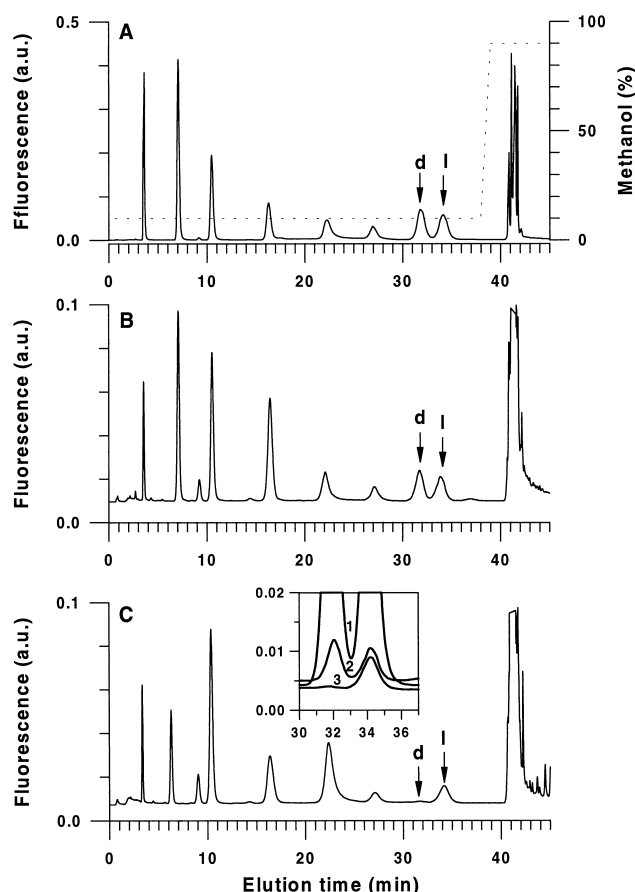 A
Ffluorescence (a.u.)
0.5
0.0
100
50
0
Methanol (%)
d l
0 10 20 30 40
B
Fluorescence (a.u.)
0.1
0.0
d l
0 10 20 30 40
C
Fluorescence (a.u.)
0.1
0.0
0.02
0.01
0.00
1
2
3
30 32 34 36
d l
0 10 20 30 40
Elution time (min)